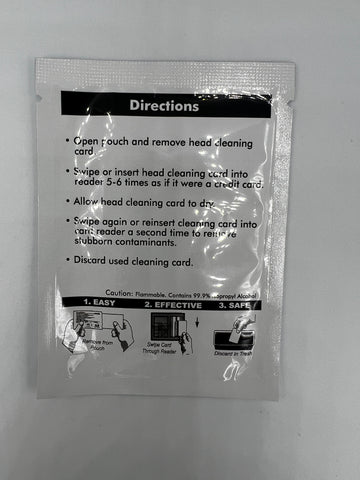 Directions
• Open pouch and remove head cleaning
card.
• Swipe or insert head cleaning card into
reader 5-6 times as if it were a credit card.
• Allow head cleaning card to dry.
• Swipe again or reinsert cleaning card into
card reader a second time to remove
stubborn contaminants.
• Discard used cleaning card.
Caution: Flammable. Contains 99.9% Isopropyl Alcohol
1. EASY 2. EFFECTIVE 3. SAFE
Remove from
Pouch
Swipe Card
Through Reader
Discard In Trash